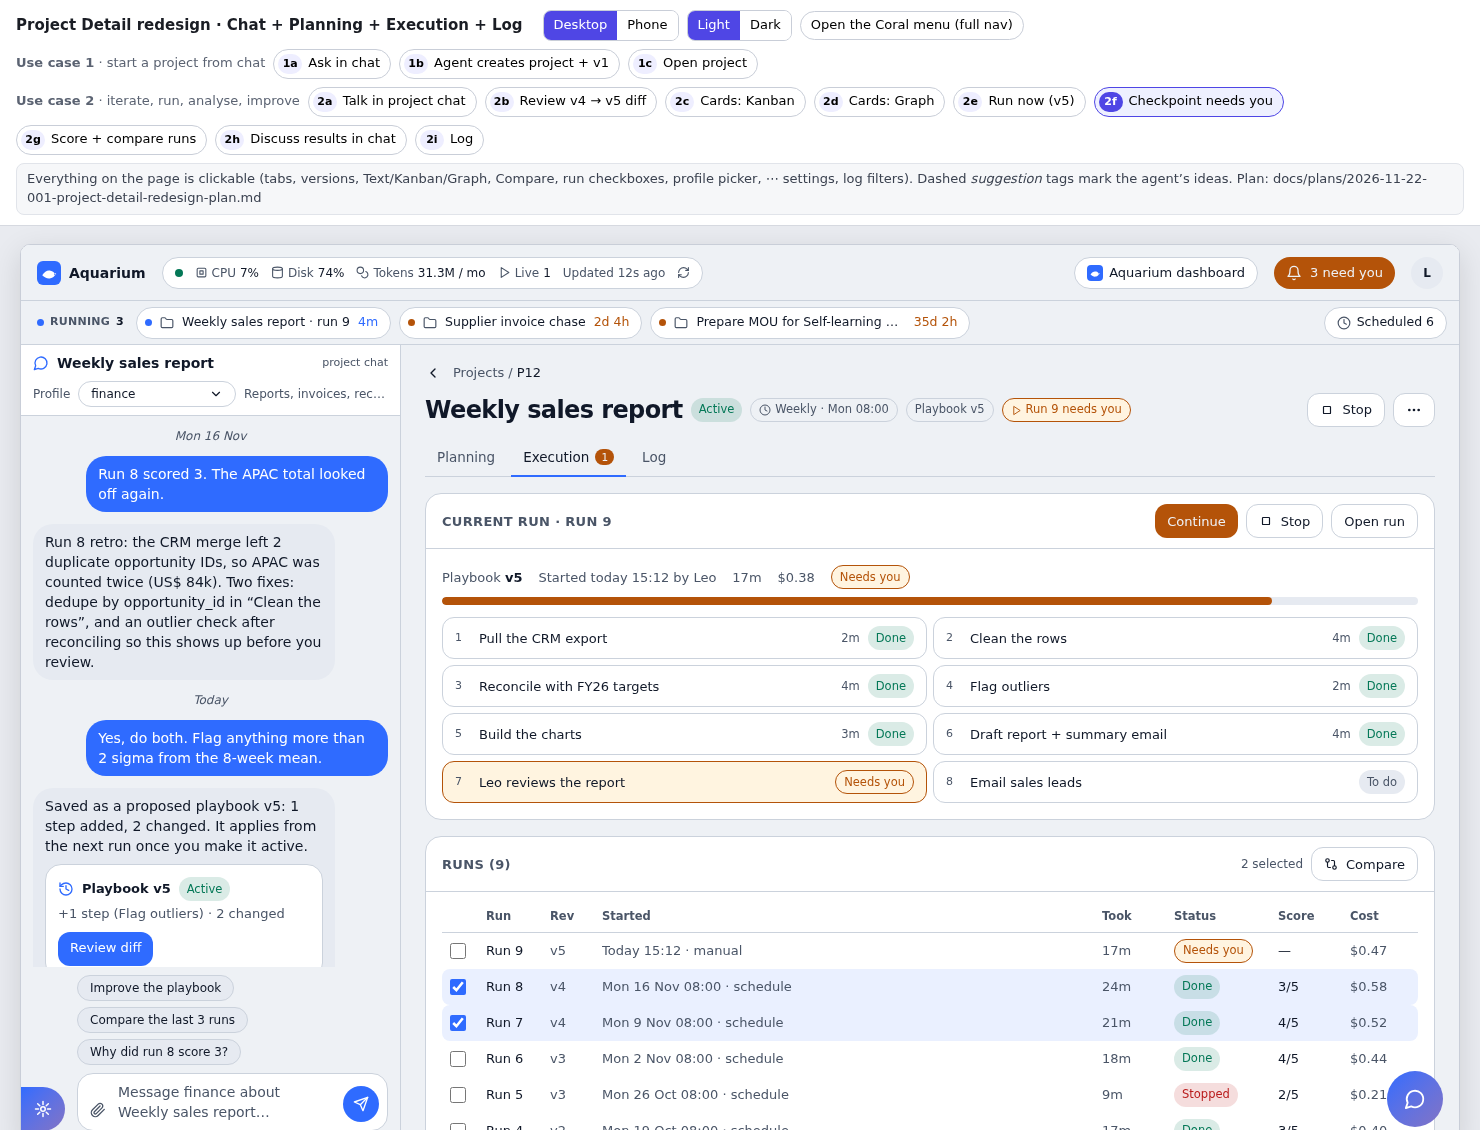 Project Detail redesign · Chat + Planning + Execution + Log
Desktop Phone Light Dark Open the Coral menu (full nav)
Use case 1 · start a project from chat 1a Ask in chat 1b Agent creates project + v1 1c Open project
Use case 2 · iterate, run, analyse, improve 2a Talk in project chat 2b Review v4 → v5 diff 2c Cards: Kanban 2d Cards: Graph 2e Run now (v5) 2f Checkpoint needs you
2g Score + compare runs 2h Discuss results in chat 2i Log
Everything on the page is clickable (tabs, versions, Text/Kanban/Graph, Compare, run checkboxes, profile picker, ··· settings, log filters). Dashed suggestion tags mark the agent's ideas. Plan: docs/plans/2026-11-22-
001-project-detail-redesign-plan.md
Aquarium CPU 7% Disk 74% Tokens 31.3M / mo Live 1 Updated 12s ago Aquarium dashboard 3 need you L
RUNNING 3 Weekly sales report · run 9 4m Supplier invoice chase 2d 4h Prepare MOU for Self-learning ... 35d 2h Scheduled 6
Weekly sales report project chat
Profile finance Reports, invoices, rec...
Mon 16 Nov
Run 8 scored 3. The APAC total looked
off again.
Run 8 retro: the CRM merge left 2
duplicate opportunity IDs, so APAC was
counted twice (US$ 84k). Two fixes:
dedupe by opportunity_id in “Clean the
rows”, and an outlier check after
reconciling so this shows up before you
review.
Today
Yes, do both. Flag anything more than
2 sigma from the 8-week mean.
Saved as a proposed playbook v5: 1
step added, 2 changed. It applies from
the next run once you make it active.
Playbook v5 Active
+1 step (Flag outliers) · 2 changed
Review diff
Improve the playbook
Compare the last 3 runs
Why did run 8 score 3?
Message finance about
Weekly sales report...
Projects / P12
Weekly sales report Active Weekly · Mon 08:00 Playbook v5 Run 9 needs you Stop ···
Planning Execution 1 Log
CURRENT RUN · RUN 9 Continue Stop Open run
Playbook v5 Started today 15:12 by Leo 17m $0.38 Needs you
1 Pull the CRM export 2m Done 2 Clean the rows 4m Done
3 Reconcile with FY26 targets 4m Done 4 Flag outliers 2m Done
5 Build the charts 3m Done 6 Draft report + summary email 4m Done
7 Leo reviews the report Needs you 8 Email sales leads To do
RUNS (9) 2 selected Compare
Run Rev Started Took Status Score Cost
Run 9 v5 Today 15:12 · manual 17m Needs you — $0.47
Run 8 v4 Mon 16 Nov 08:00 · schedule 24m Done 3/5 $0.58
Run 7 v4 Mon 9 Nov 08:00 · schedule 21m Done 4/5 $0.52
Run 6 v3 Mon 2 Nov 08:00 · schedule 18m Done 4/5 $0.44
Run 5 v3 Mon 26 Oct 08:00 · schedule 9m Stopped 2/5 $0.21